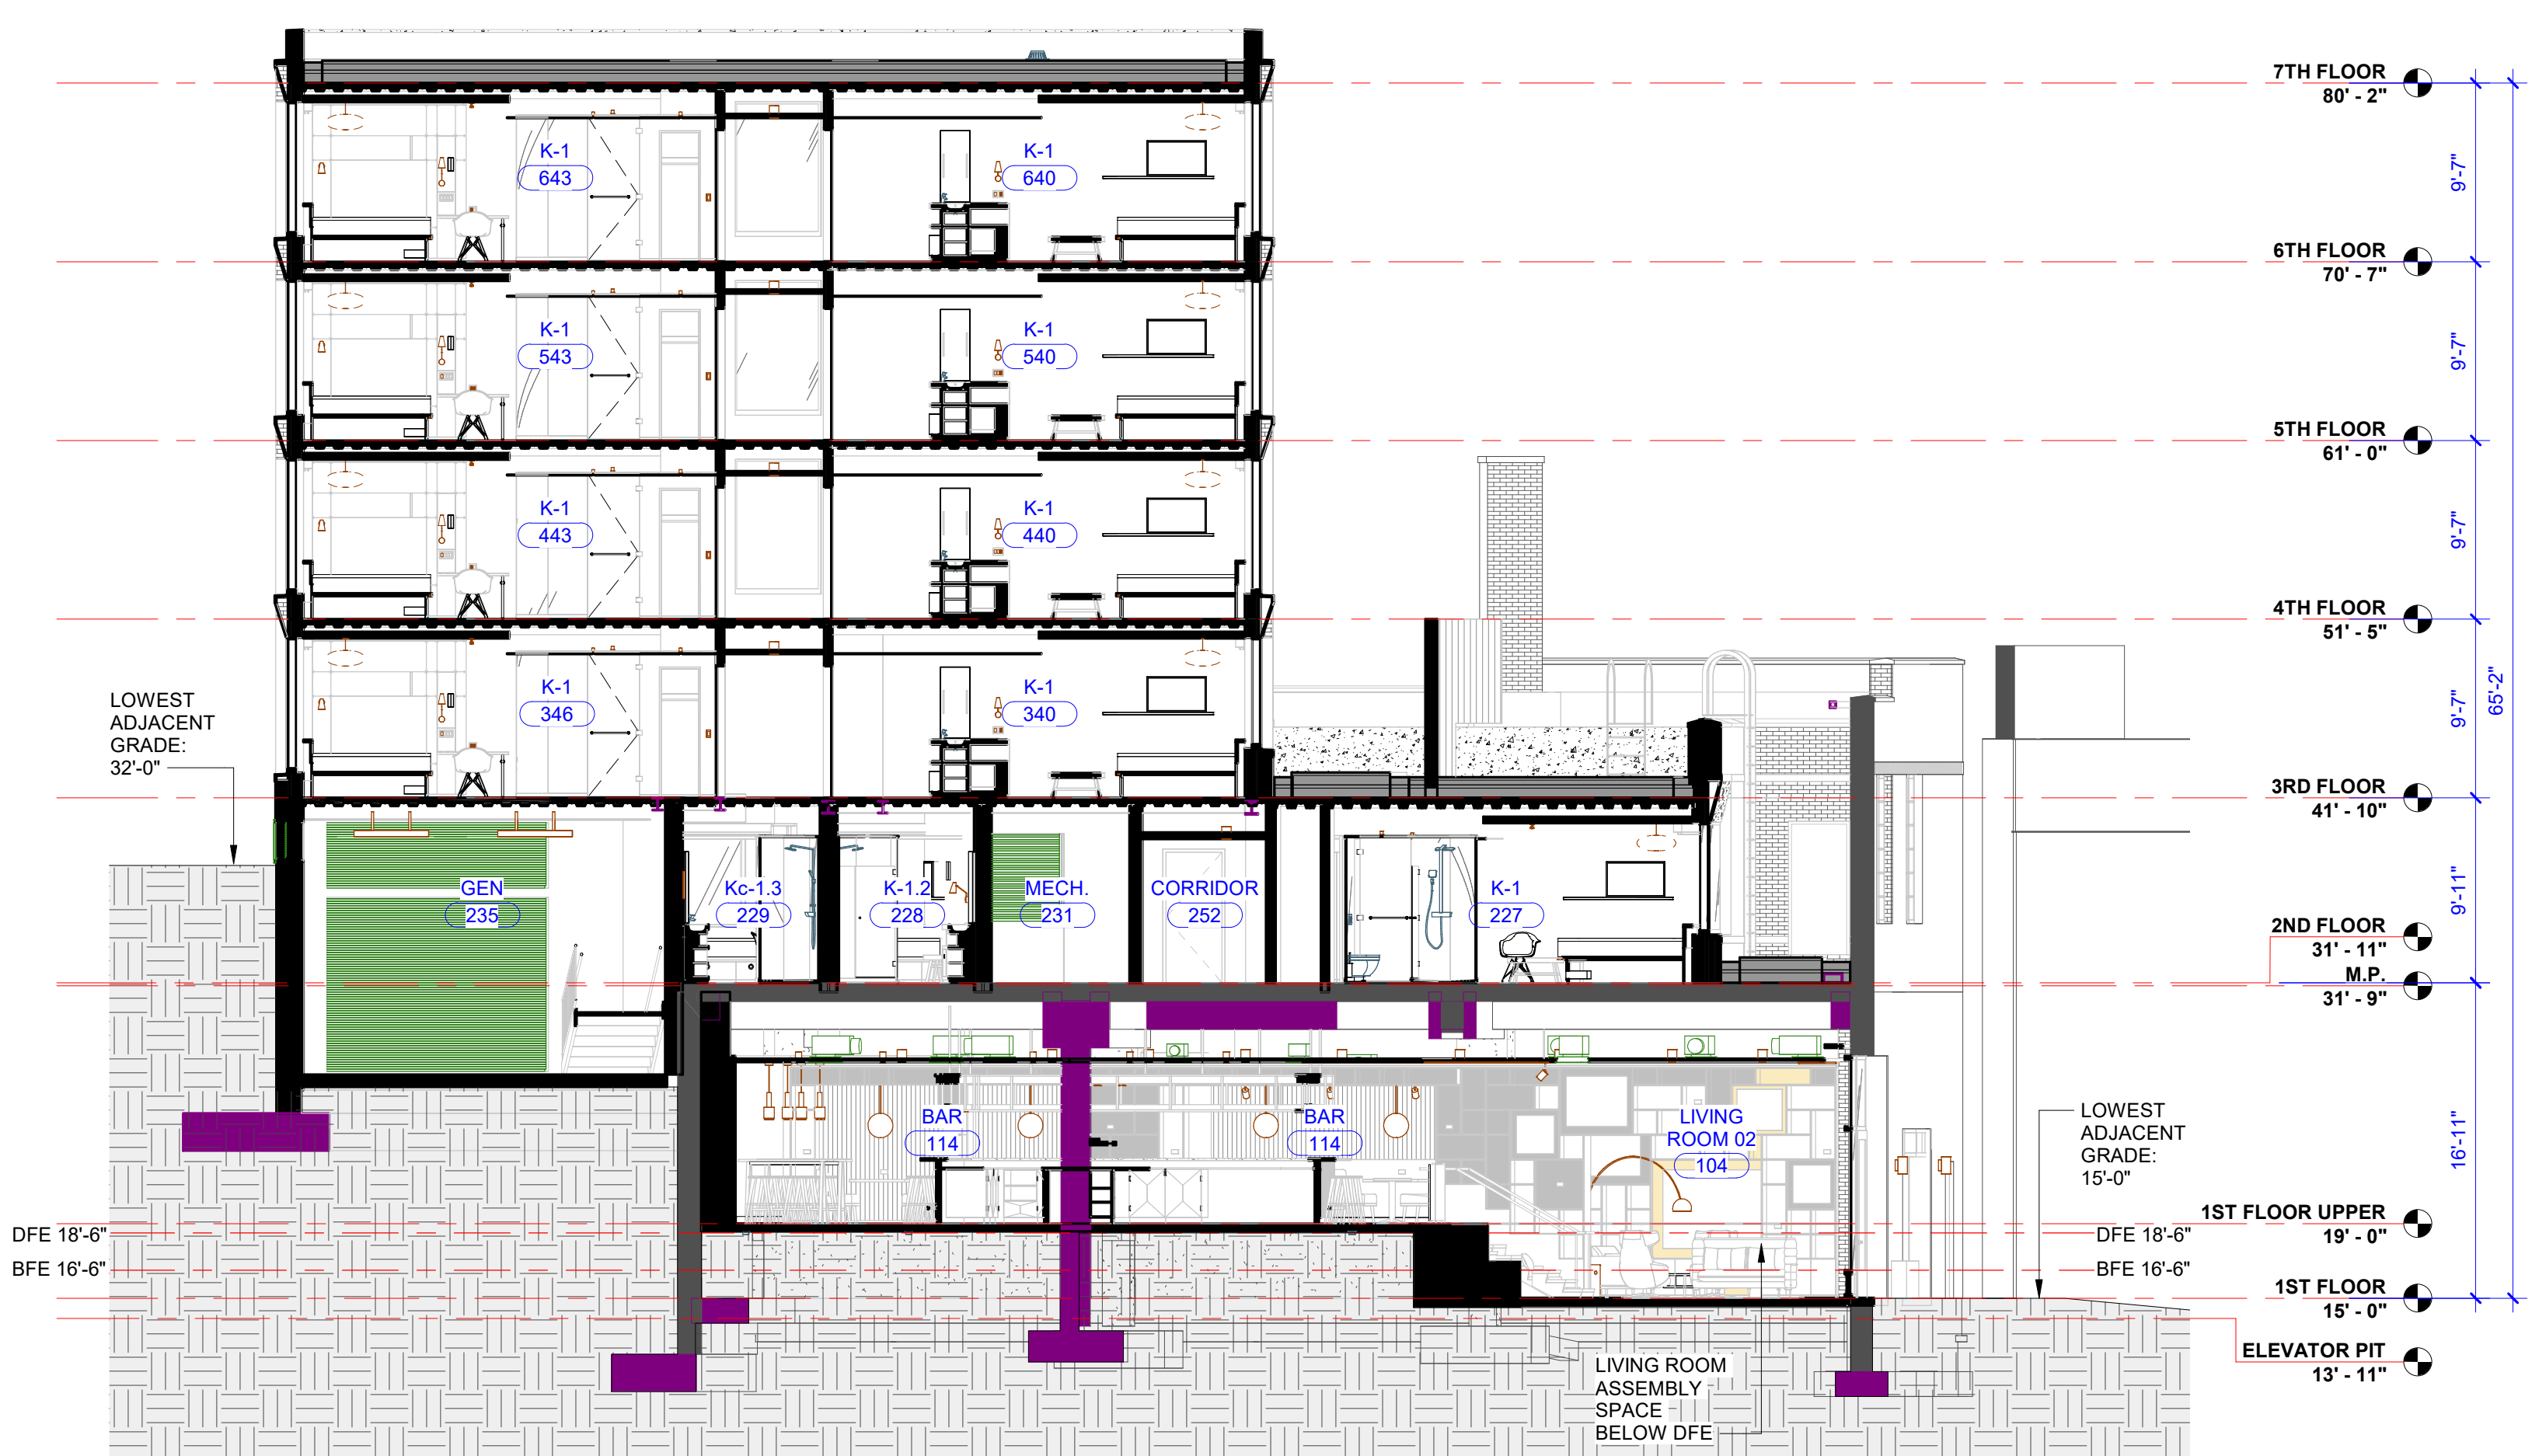 7TH FLOOR
80' - 2"
K-1
643
K-1
640
9'-7"
6TH FLOOR
70' - 7"
K-1
543
K-1
540
9'-7"
5TH FLOOR
61' - 0"
K-1
443
K-1
440
9'-7"
4TH FLOOR
51' - 5"
K-1
346
K-1
340
9'-7"
65'-2"
LOWEST
ADJACENT
GRADE:
32'-0"
3RD FLOOR
41' - 10"
GEN
235
Kc-1.3
229
K-1.2
228
MECH.
231
CORRIDOR
252
K-1
227
9'-11"
2ND FLOOR
31' - 11"
M.P.
31' - 9"
BAR
114
BAR
114
LIVING
ROOM 02
104
LOWEST
ADJACENT
GRADE:
15'-0"
16'-11"
1ST FLOOR UPPER
19' - 0"
DFE 18'-6"
DFE 18'-6"
BFE 16'-6"
BFE 16'-6"
1ST FLOOR
15' - 0"
ELEVATOR PIT
13' - 11"
LIVING ROOM
ASSEMBLY
SPACE
BELOW DFE